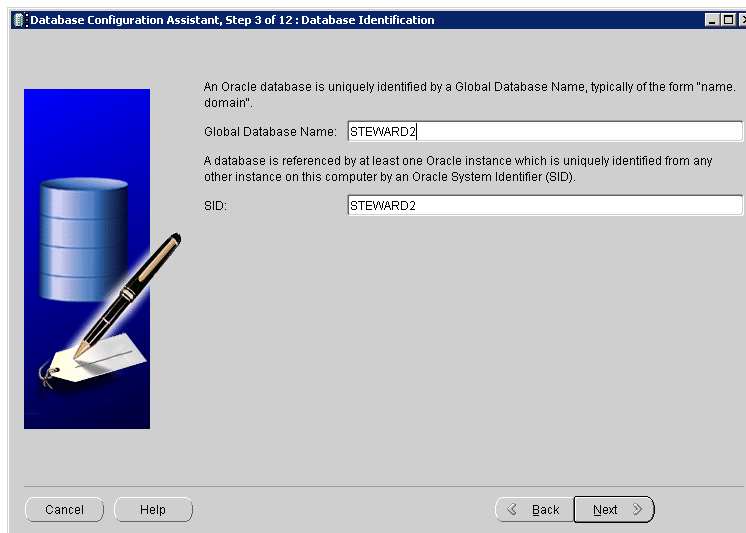 Database Configuration Assistant, Step 3 of 12 : Database Identification
An Oracle database is uniquely identified by a Global Database Name, typically of the form "name.
domain".
Global Database Name: STEWARD2
A database is referenced by at least one Oracle instance which is uniquely identified from any
other instance on this computer by an Oracle System Identifier (SID).
SID: STEWARD2
Cancel Help Back Next